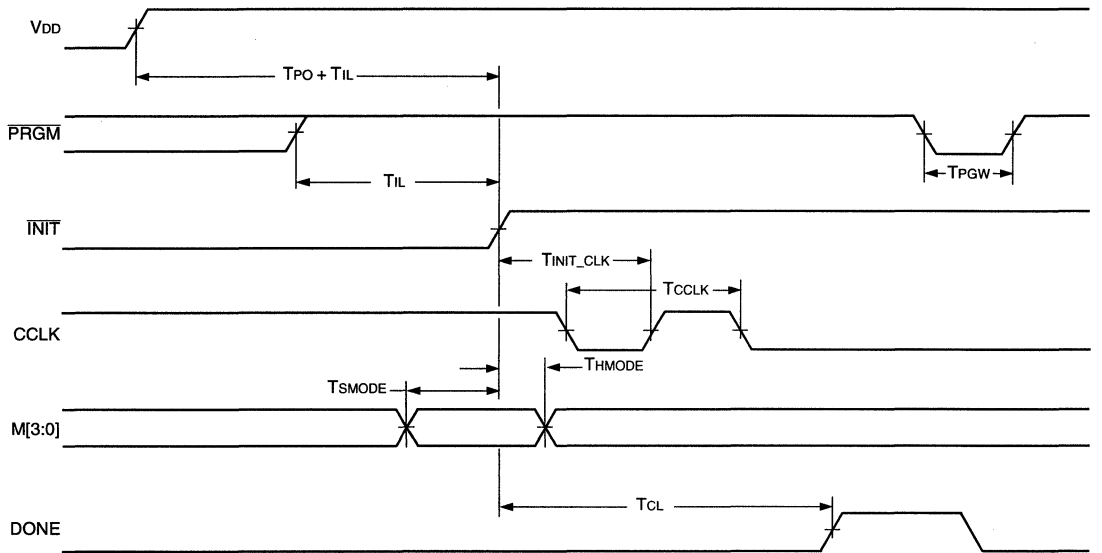 VDD
TPO + TIL
PRGM
TIL
TPGW
INIT
TINIT_CLK
TCCLK
CCLK
THMODE
TSMODE
M[3:0]
TCL
DONE